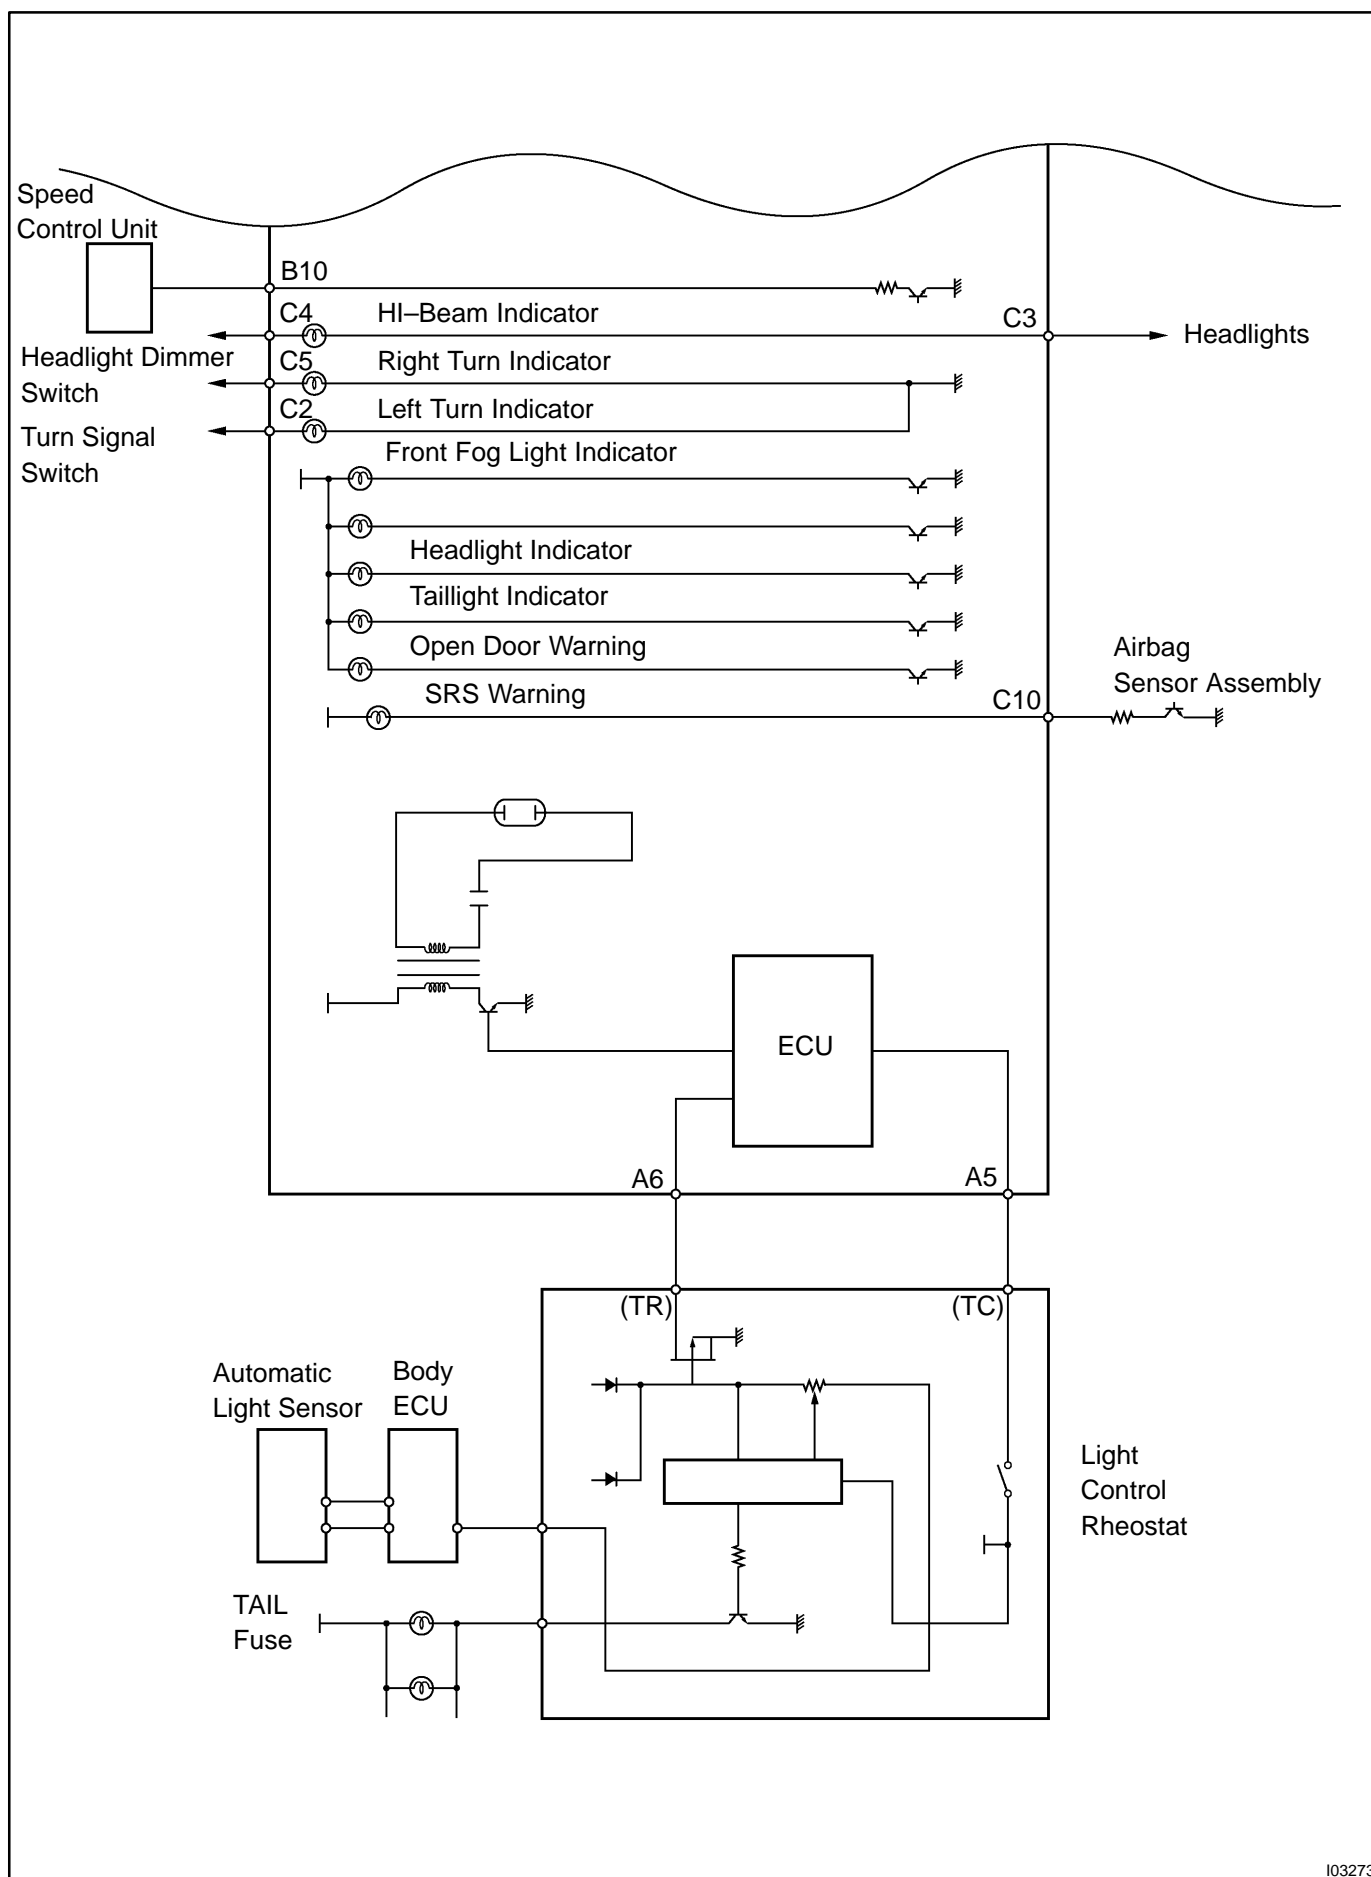 Speed
Control Unit
B10
C4
HI–Beam Indicator
C3
Headlights
Headlight Dimmer
Switch
C5
Right Turn Indicator
C2
Left Turn Indicator
Turn Signal
Switch
Front Fog Light Indicator
Headlight Indicator
Taillight Indicator
Open Door Warning
SRS Warning
C10
Airbag
Sensor Assembly
ECU
A6
A5
(TR)
(TC)
Automatic
Light Sensor
Body
ECU
Light
Control
Rheostat
TAIL
Fuse
I03273